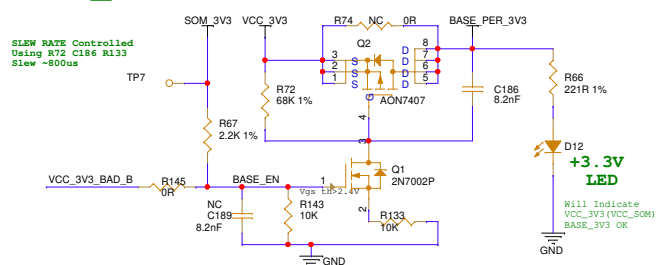 SOM_3V3
VCC_3V3
R74
NC
0R
BASE_PER_3V3
SLEW RATE Controlled
Using R72 C186 R133
Slew ~800us
Q2
3
2
1
S
S
S
D
D
D
D
8
7
6
5
G
4
AON7407
TP7
R72
68K 1%
C186
8.2nF
R66
221R 1%
R67
2.2K 1%
3
Q1
2N7002P
D12
+3.3V
LED
VCC_3V3_BAD_B
R145
0R
BASE_EN
1
Vgs th>2.4V
2
NC
C189
8.2nF
R143
10K
R133
10K
Will Indicate
VCC_3V3(VCC_SOM)
BASE_3V3 OK
GND
GND